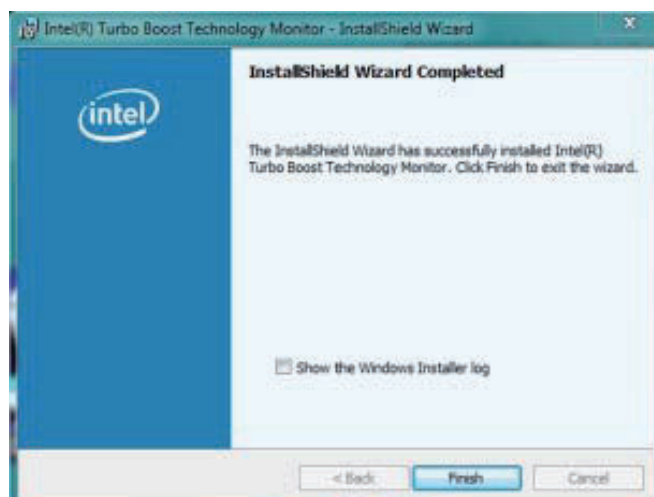 Intel(R) Turbo Boost Technology Monitor - InstallShield Wizard
intel
InstallShield Wizard Completed
The InstallShield Wizard has successfully installed Intel(R)
Turbo Boost Technology Monitor. Click Finish to exit the wizard.
Show the Windows Installer log
< Back
Finish
Cancel